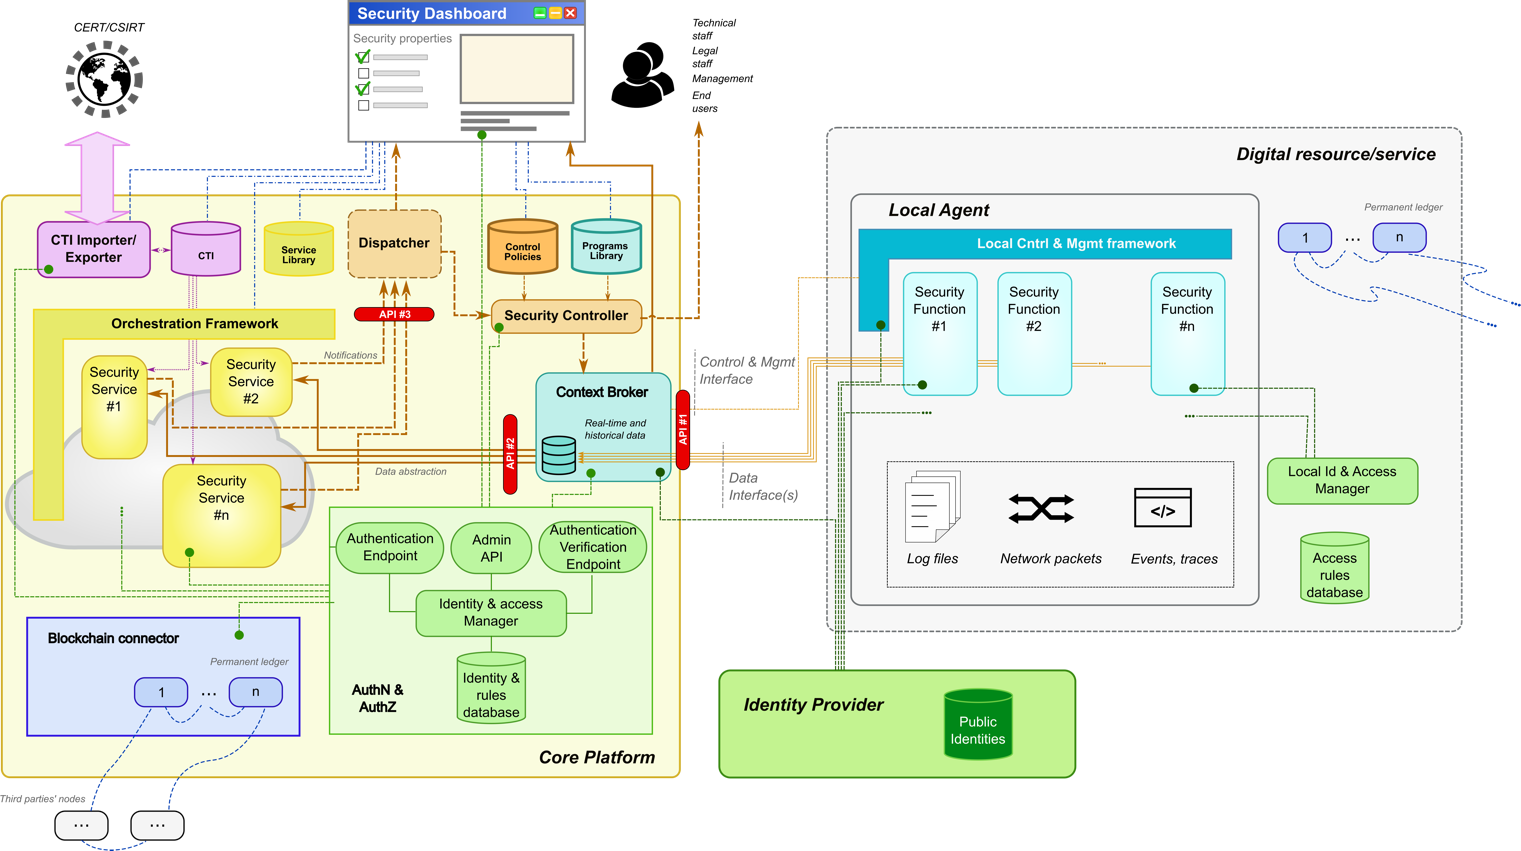 CERT/CSIRT
Security Dashboard
Security properties
Technical
staff
Legal
staff
Management
End
users
CTI Importer/
Exporter
CTI
Service
Library
Dispatcher
Control
Policies
Programs
Library
API #3
Security Controller
Orchestration Framework
Notifications
Security
Service
#1
Security
Service
#2
Security
Service
#n
Context Broker
Real-time and
historical data
API #2
API #1
Data abstraction
Control & Mgmt
Interface
Data
Interface(s)
Authentication
Endpoint
Admin
API
Authentication
Verification
Endpoint
Identity & access
Manager
Identity &
rules
database
AuthN &
AuthZ
Blockchain connector
Permanent ledger
1
...
n
Core Platform
Third parties' nodes
...
...
Digital resource/service
Local Agent
Local Cntrl & Mgmt framework
Security
Function
#1
Security
Function
#2
Security
Function
#n
...
...
...
Log files
Network packets
</>
Events, traces
Permanent ledger
1
...
n
...
...
Local Id & Access
Manager
Access
rules
database
Identity Provider
Public
Identities